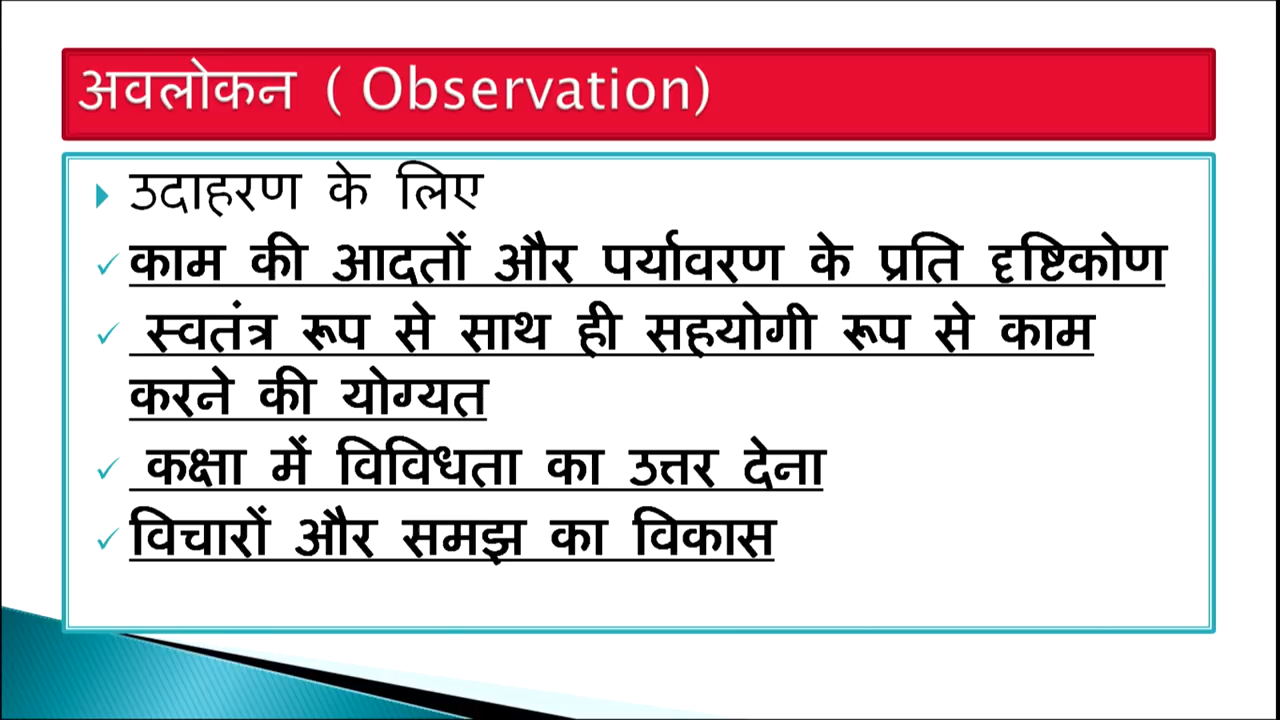 अवलोकन ( Observation)
उदाहरण के लिए
काम की आदतों और पर्यावरण के प्रति दृष्टिकोण
स्वतंत्र रूप से साथ ही सहयोगी रूप से काम
करने की योग्यत
कक्षा में विविधता का उत्तर देना
विचारों और समझ का विकास